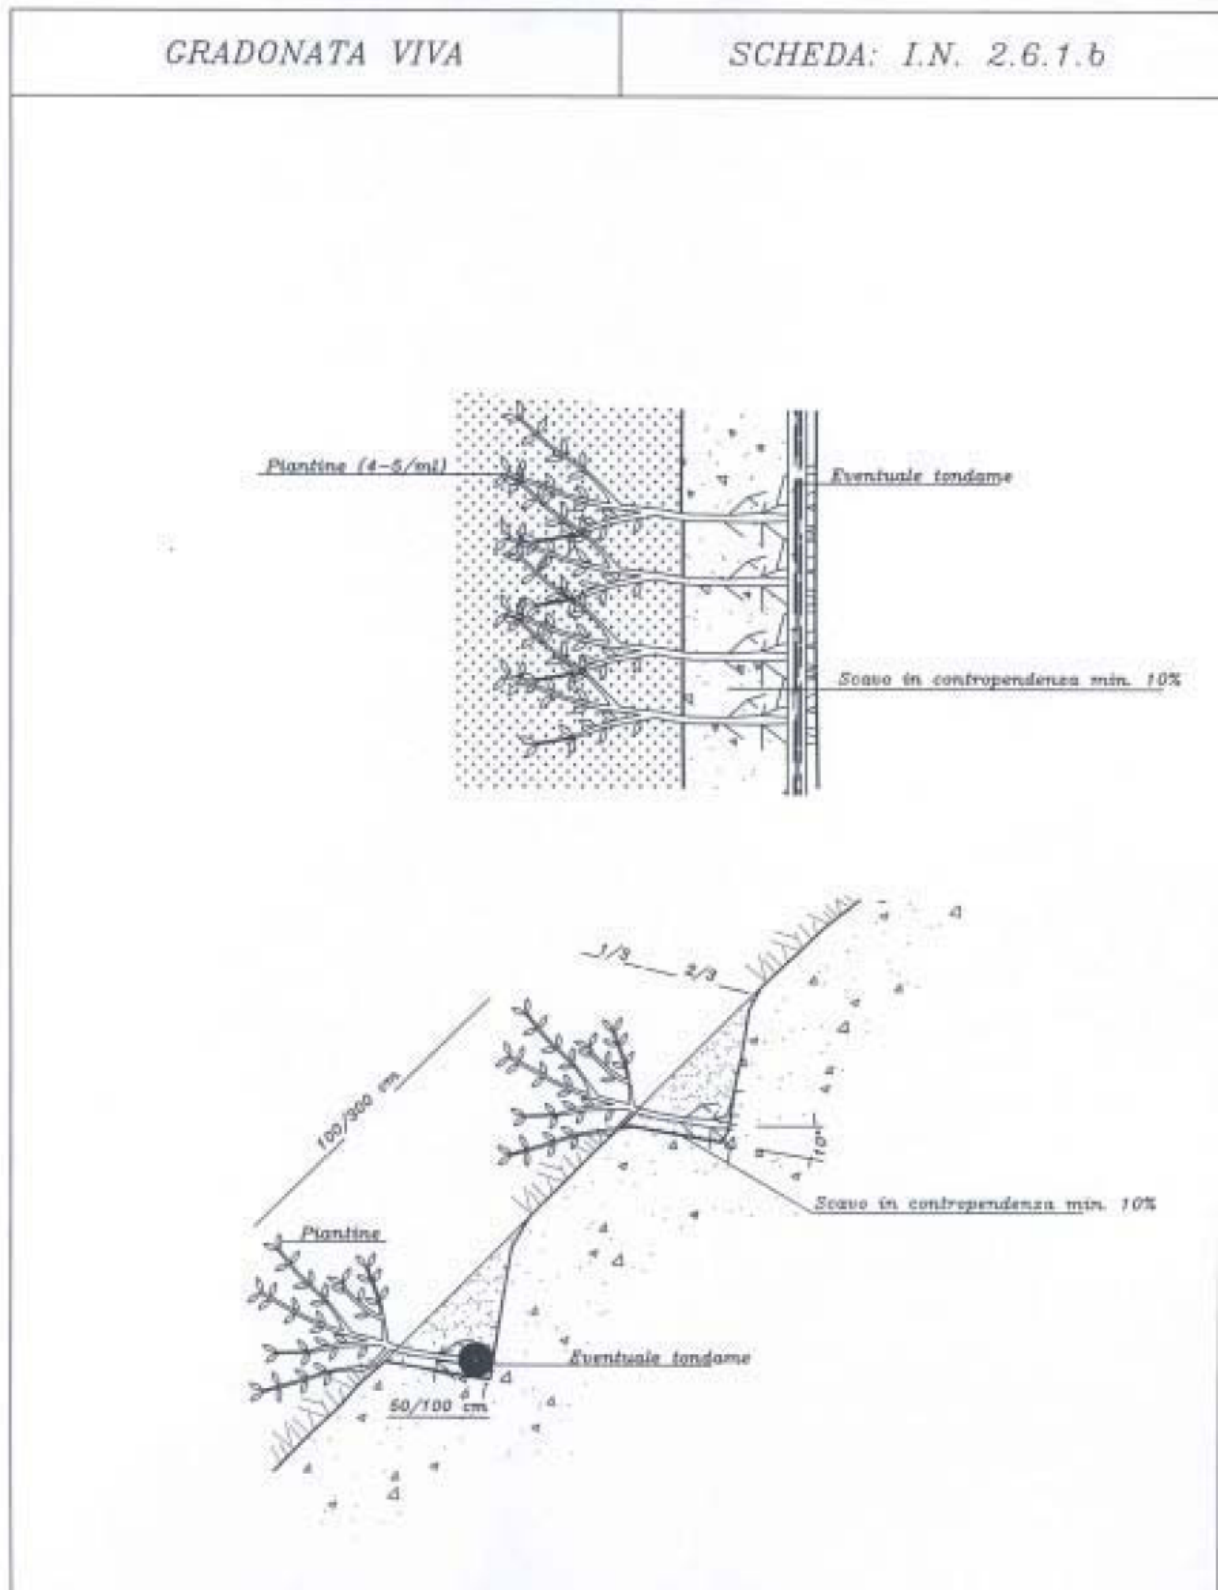 GRADONATA VIVA
SCHEDA: I.N. 2.6.1.b
Piantine (4-5/ml)
Eventuale tondame
Scavo in contropendenza min. 10%
1/3
2/3
100/300 cm
10°
Scavo in contropendenza min. 10%
Piantine
Eventuale tondame
50/100 cm